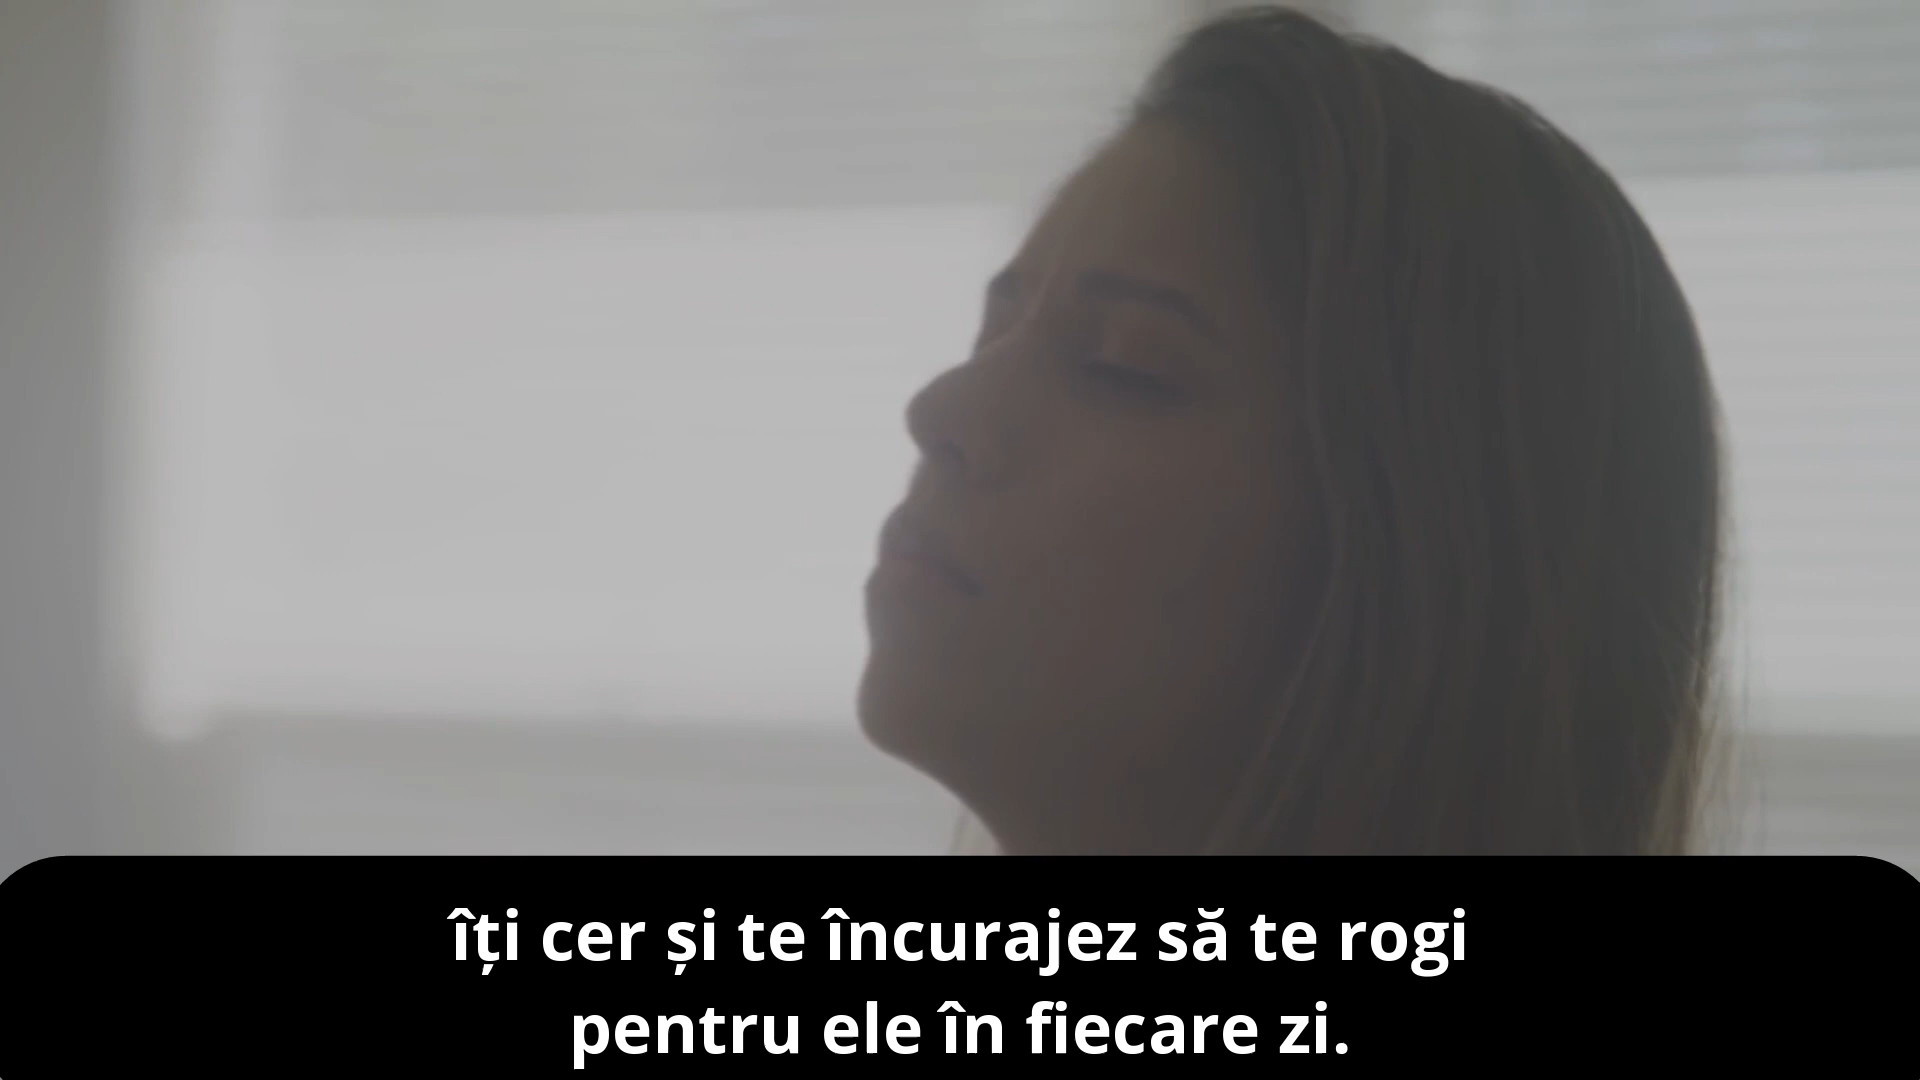 îți cer și te încurajez să te rogi
pentru ele în fiecare zi.